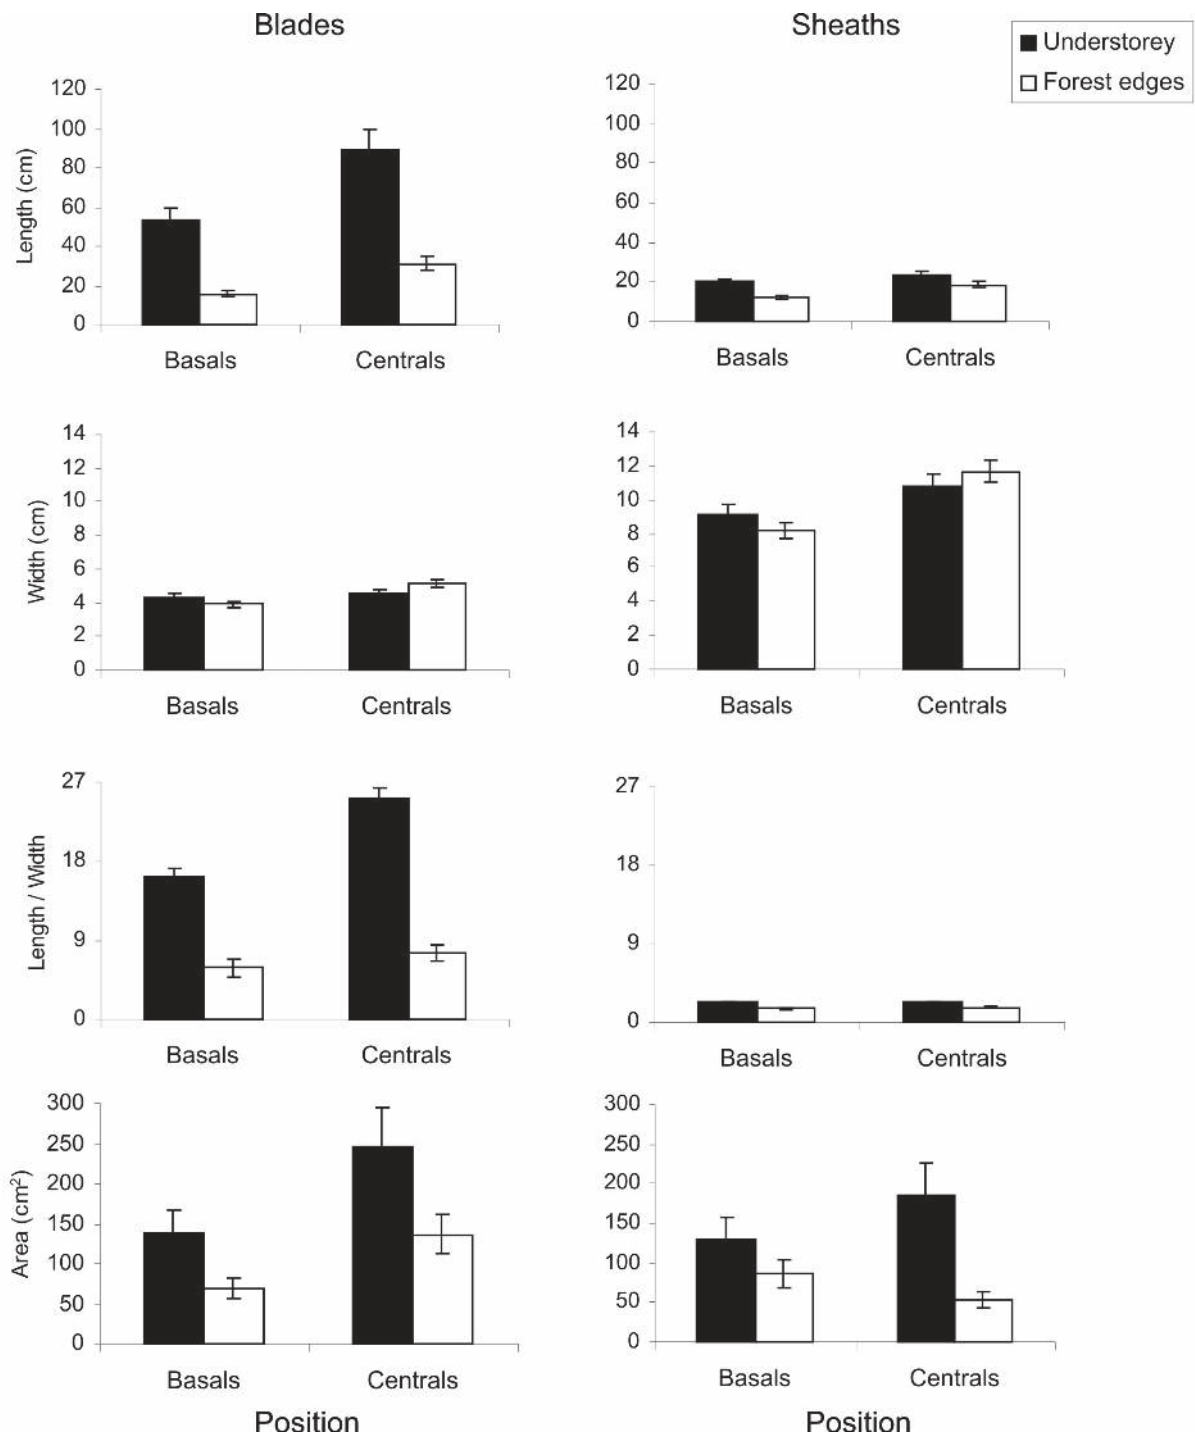 Blades
Sheaths
Understorey
Forest edges
Length (cm)
120
100
80
60
40
20
0
Basals
Centrals
120
100
80
60
40
20
0
Basals
Centrals
Width (cm)
14
12
10
8
6
4
2
0
Basals
Centrals
14
12
10
8
6
4
2
0
Basals
Centrals
Length / Width
27
18
9
0
Basals
Centrals
27
18
9
0
Basals
Centrals
Area (cm²)
300
250
200
150
100
50
0
Basals
Centrals
Position
300
250
200
150
100
50
0
Basals
Centrals
Position